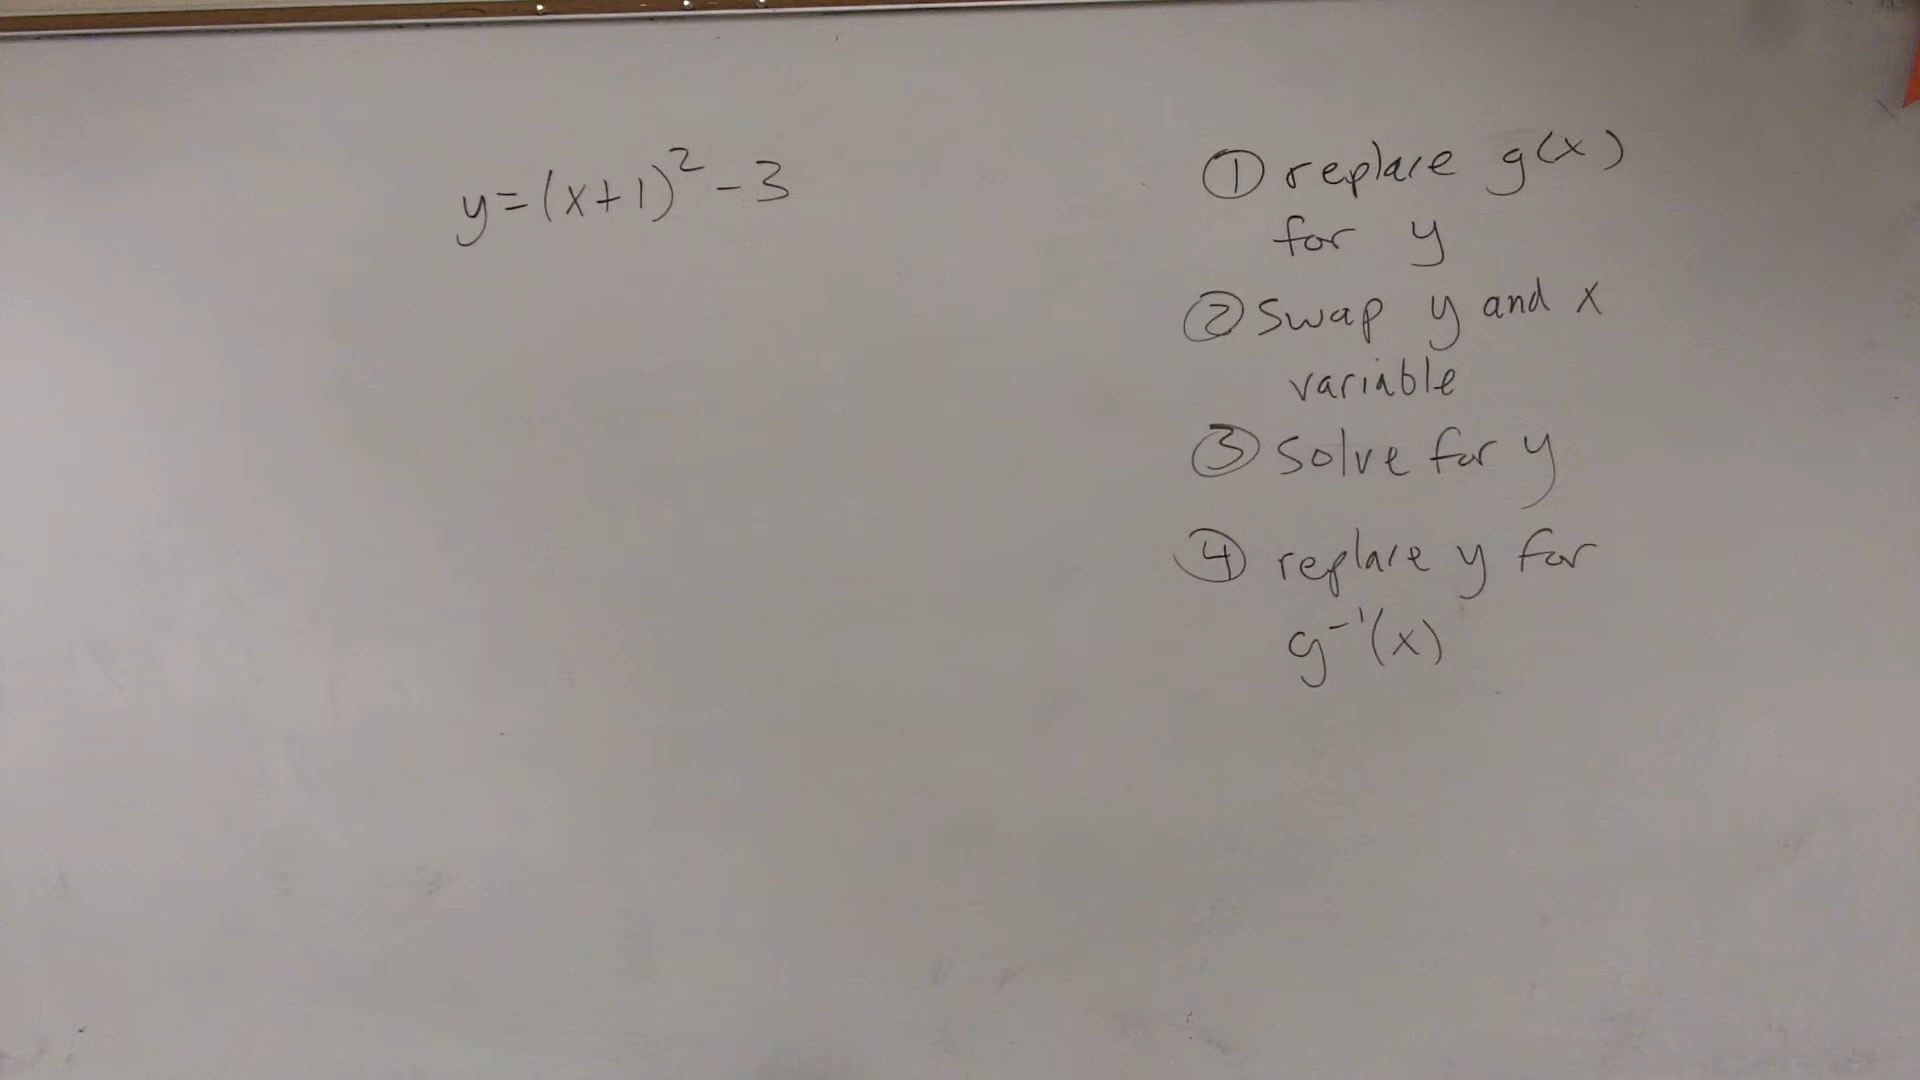 y=(x+1)²-3
① replace g(x)
for y
② Swap y and x
variable
③ Solve for y
④ replace y for
g⁻¹(x)